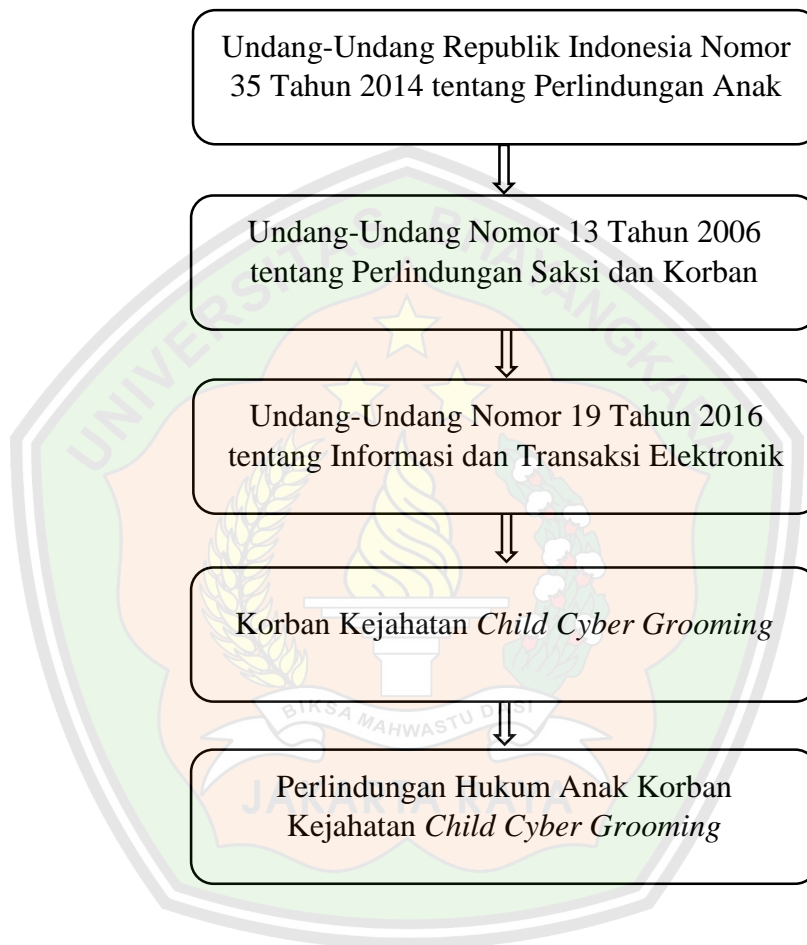 Undang-Undang Republik Indonesia Nomor
35 Tahun 2014 tentang Perlindungan Anak
Undang-Undang Nomor 13 Tahun 2006
tentang Perlindungan Saksi dan Korban
Undang-Undang Nomor 19 Tahun 2016
tentang Informasi dan Transaksi Elektronik
Korban Kejahatan Child Cyber Grooming
Perlindungan Hukum Anak Korban
Kejahatan Child Cyber Grooming
UNIVERSITAS BHAYANGKARA
BIKSA MAHWASTU DISI
JAKARTA RAYA